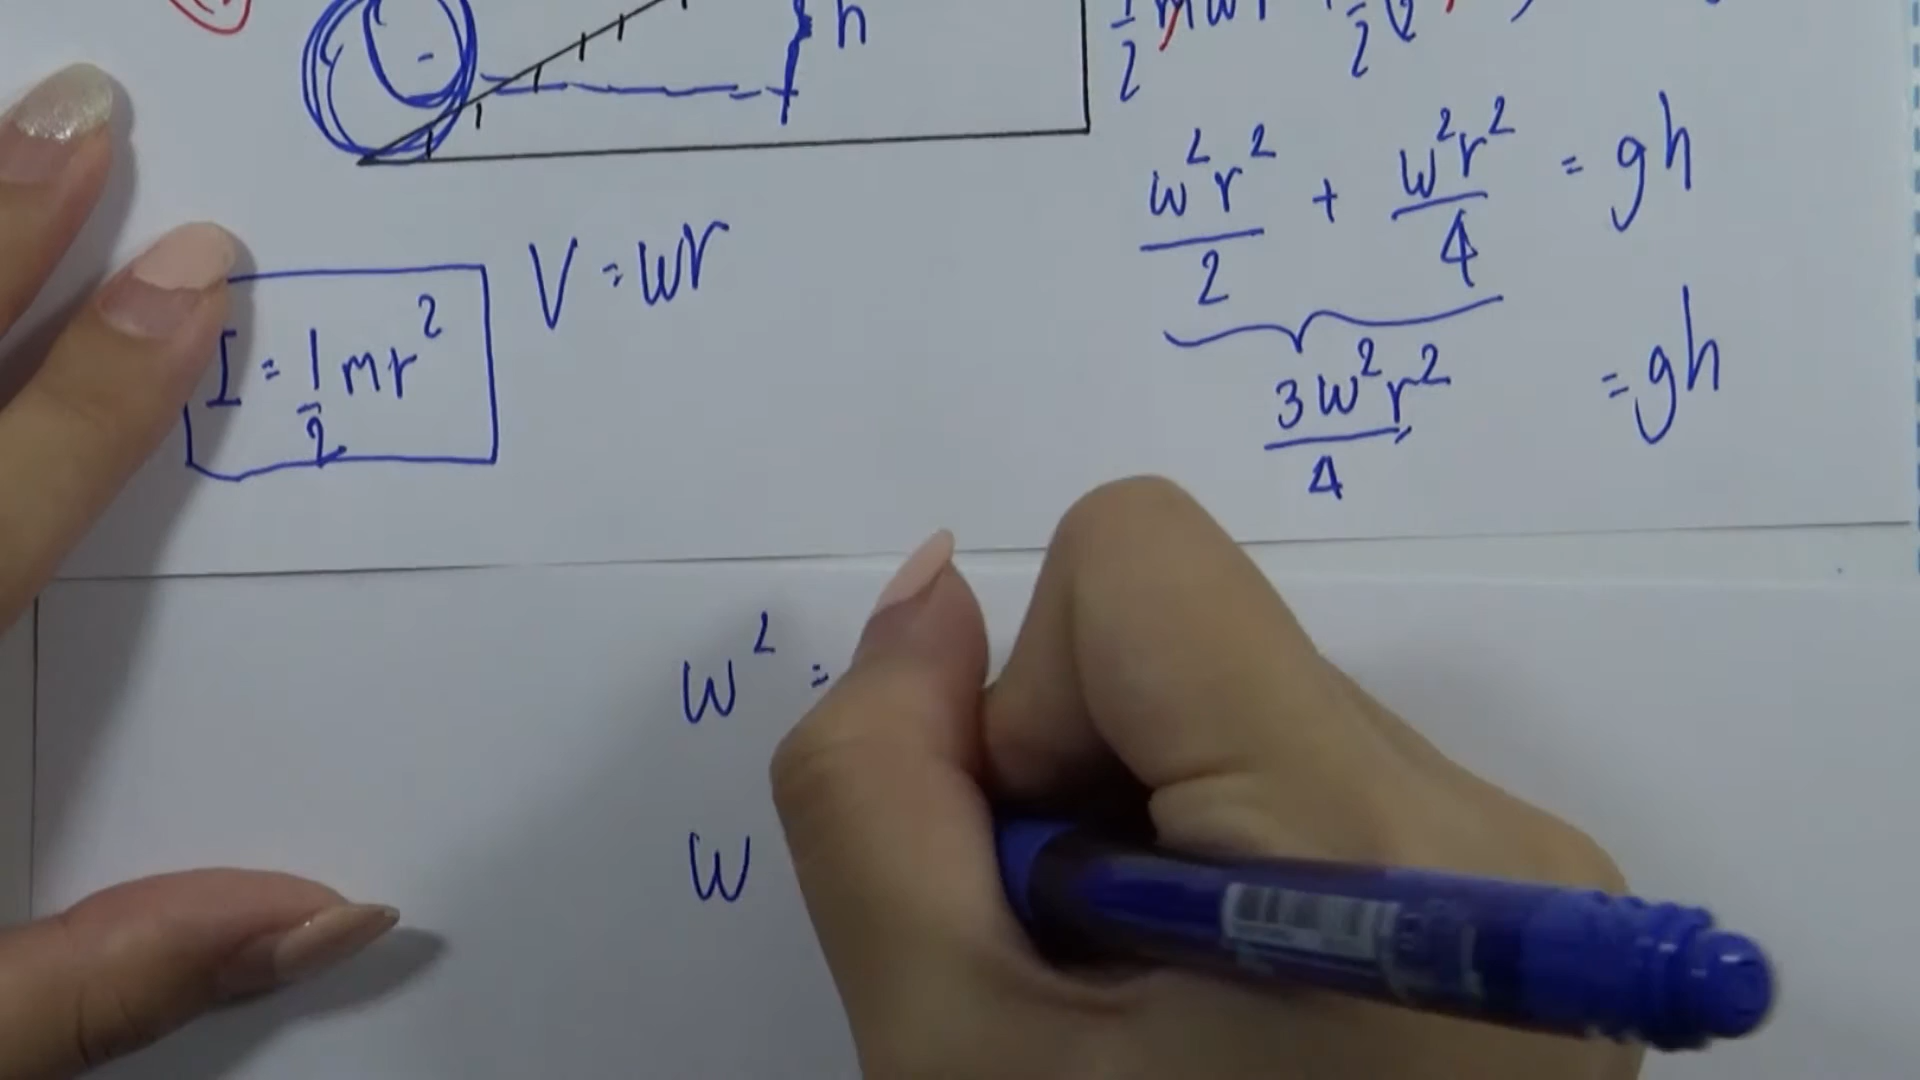 h
V = wr
I = 1/2 mr²
w²r²/2 + w²r²/4 = gh
3w²r²/4 = gh
w² =
w